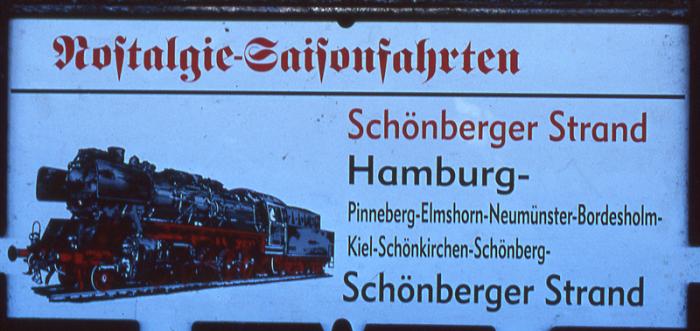 Noſtalgie-Saiſonfahrten
Schönberger Strand
Hamburg-
Pinneberg-Elmshorn-Neumünster-Bordesholm-
Kiel-Schönkirchen-Schönberg-
Schönberger Strand